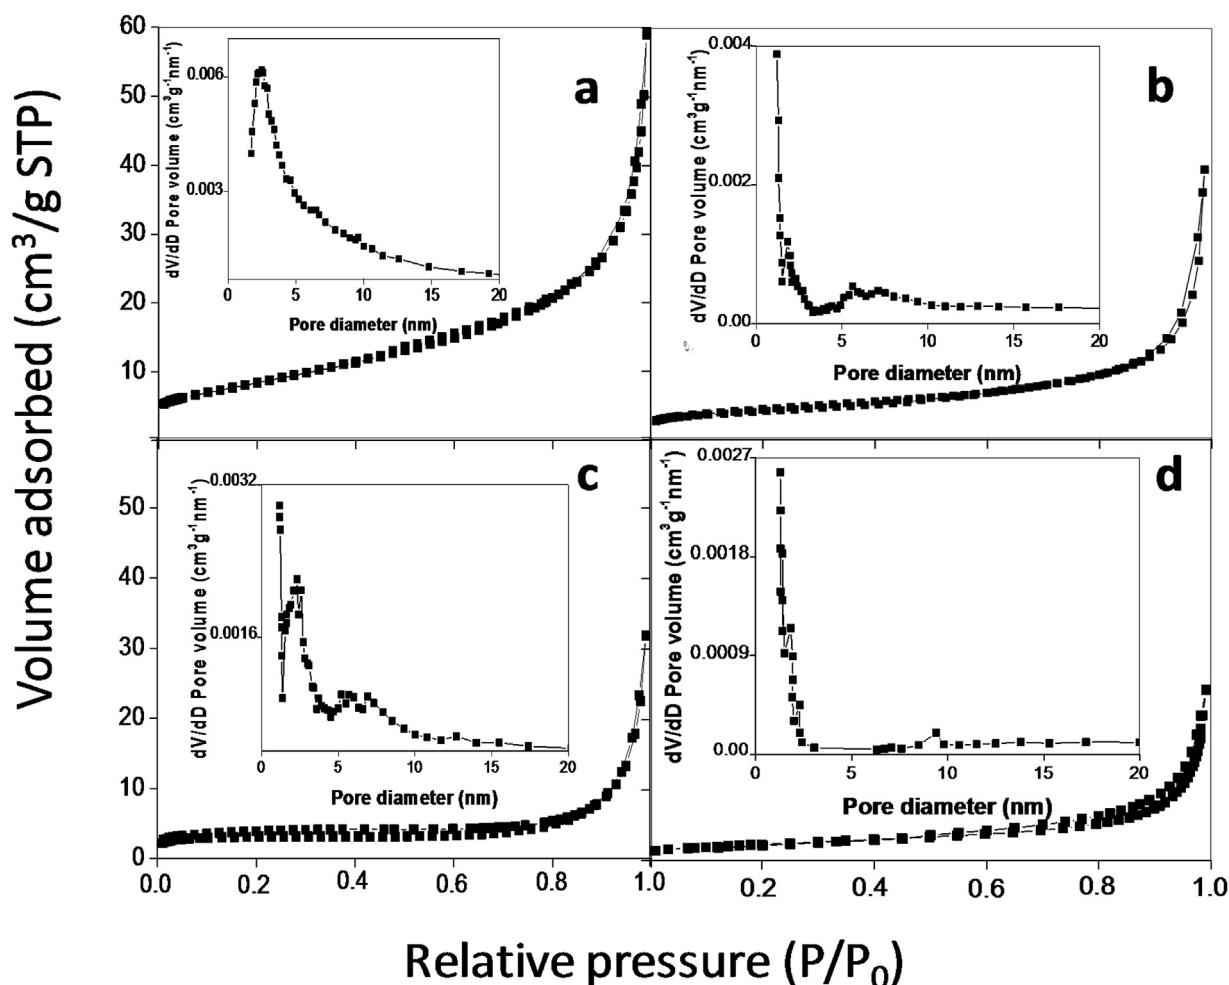 Volume adsorbed (cm³/g STP)
60
50
40
30
20
10
a
dV/dD Pore volume (cm³g⁻¹nm⁻¹)
0.006
0.003
0 5 10 15 20
Pore diameter (nm)
b
dV/dD Pore volume (cm³g⁻¹nm⁻¹)
0.004
0.002
0.00
0 5 10 15 20
Pore diameter (nm)
50
40
30
20
10
0
c
dV/dD Pore volume (cm³g⁻¹nm⁻¹)
0.0032
0.0016
0 5 10 15 20
Pore diameter (nm)
d
dV/dD Pore volume (cm³g⁻¹nm⁻¹)
0.0027
0.0018
0.0009
0.00
0 5 10 15 20
Pore diameter (nm)
0.0 0.2 0.4 0.6 0.8 1.0 0.2 0.4 0.6 0.8 1.0
Relative pressure (P/P₀)